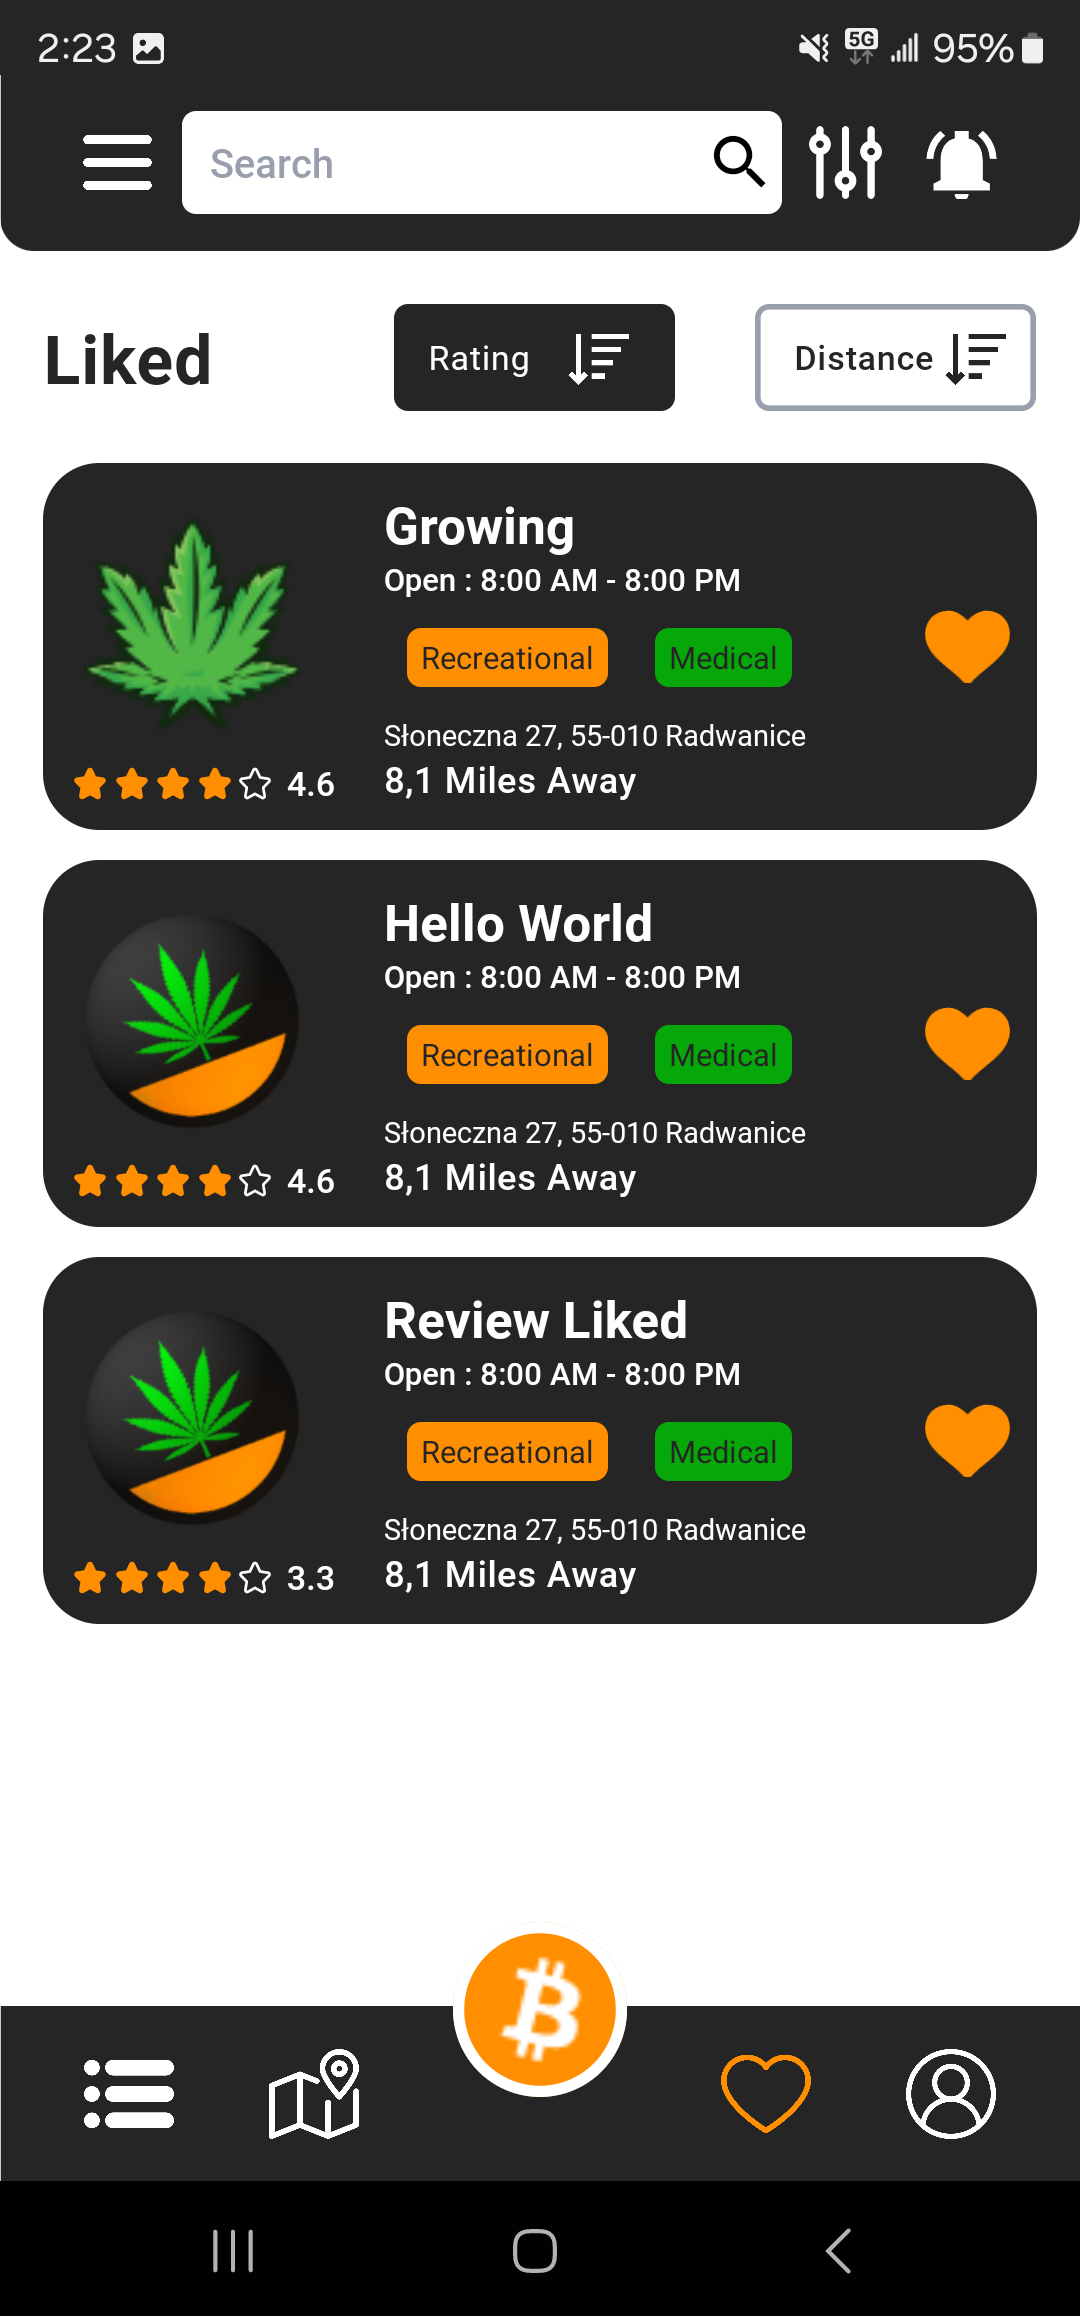 2:23
5G
95%
Search
Liked
Rating
Distance
Growing
Open : 8:00 AM - 8:00 PM
Recreational
Medical
Słoneczna 27, 55-010 Radwanice
4.6
8,1 Miles Away
Hello World
Open : 8:00 AM - 8:00 PM
Recreational
Medical
Słoneczna 27, 55-010 Radwanice
4.6
8,1 Miles Away
Review Liked
Open : 8:00 AM - 8:00 PM
Recreational
Medical
Słoneczna 27, 55-010 Radwanice
3.3
8,1 Miles Away